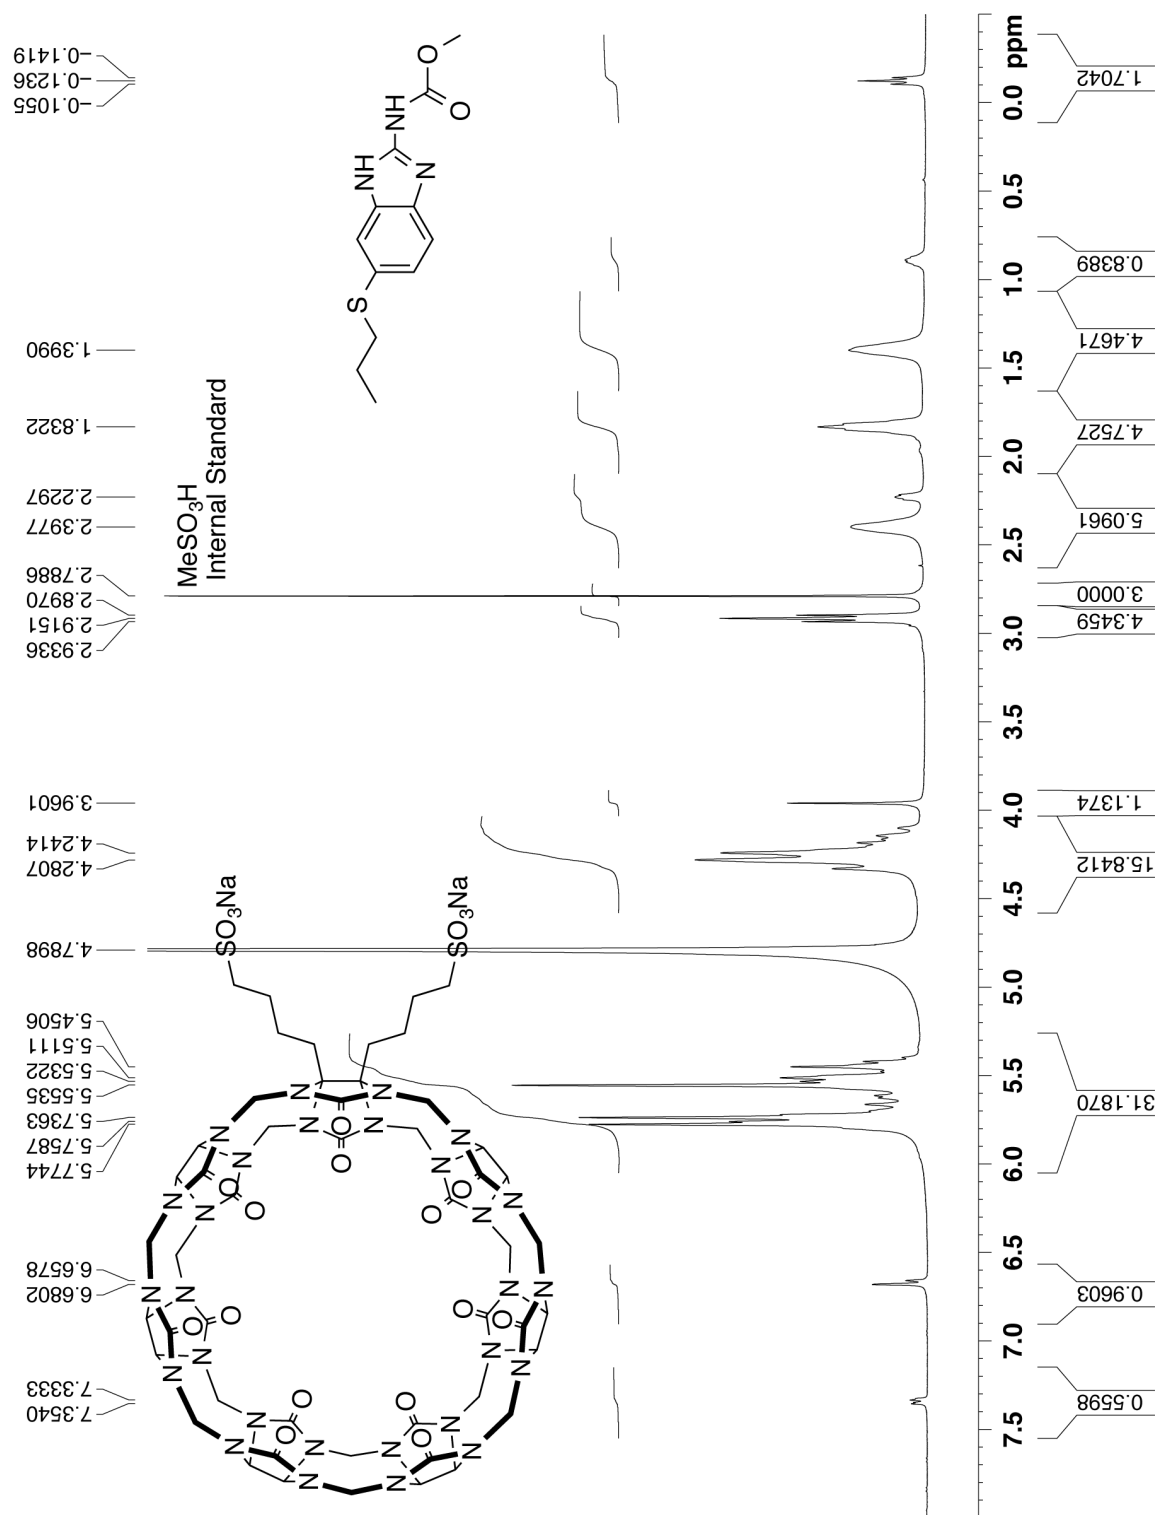 7.3540
7.3333
6.6802
6.6578
5.7744
5.7587
5.7363
5.5535
5.5322
5.5111
5.4506
4.7898
4.2807
4.2414
3.9601
2.9336
2.9151
2.8970
2.7886
2.3977
2.2297
1.8322
1.3990
-0.1055
-0.1236
-0.1419
MeSO3H
Internal Standard
SO3Na
SO3Na
N N N N
N N N N
N N N N
N N N N
N N N N
N N N N
N N N N
O O
O O
O O
O O
O O
O O
O O
S
NH
N
NH
O
O
7.5 7.0 6.5 6.0 5.5 5.0 4.5 4.0 3.5 3.0 2.5 2.0 1.5 1.0 0.5 0.0 ppm
0.5598
0.9603
31.1870
15.8412
1.1374
4.3459
3.0000
5.0961
4.7527
4.4671
0.8389
1.7042